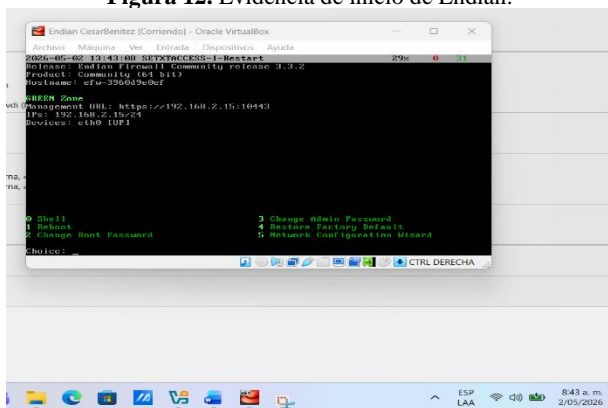 Figura 12. Evidencia de inicio de Endian.
Endian CesarBenitez [Corriendo] - Oracle VirtualBox
Archivo Máquina Ver Entrada Dispositivos Ayuda
2026-05-02 13:43:00 SETXTACCESS-I-Restart 29% 0 31
Release: Endian Firewall Community release 3.3.2
Product: Community (64 bit)
Hostname: efw-3960d9e0ef
GREEN Zone
Management URL: https://192.168.2.15:10443
IPs: 192.168.2.15/24
Devices: eth0 [UP]
0 Shell 3 Change Admin Password
1 Reboot 4 Restore Factory Default
2 Change Root Password 5 Network Configuration Wizard
Choice: _
CTRL DERECHA
ESP
LAA
8:43 a. m.
2/05/2026